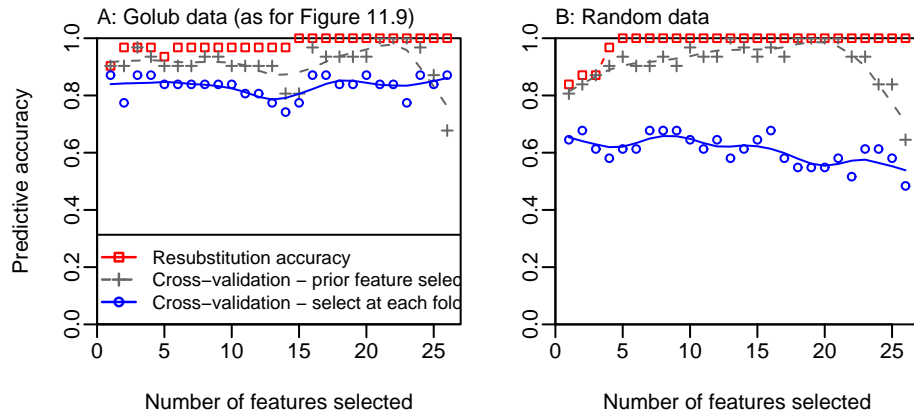 A: Golub data (as for Figure 11.9)
B: Random data
Predictive accuracy
1.0
0.8
0.6
0.4
0.2
0.0
Resubstitution accuracy
Cross−validation − prior feature selec
Cross−validation − select at each fol
0 5 10 15 20 25
Number of features selected
1.0
0.8
0.6
0.4
0.2
0.0
0 5 10 15 20 25
Number of features selected